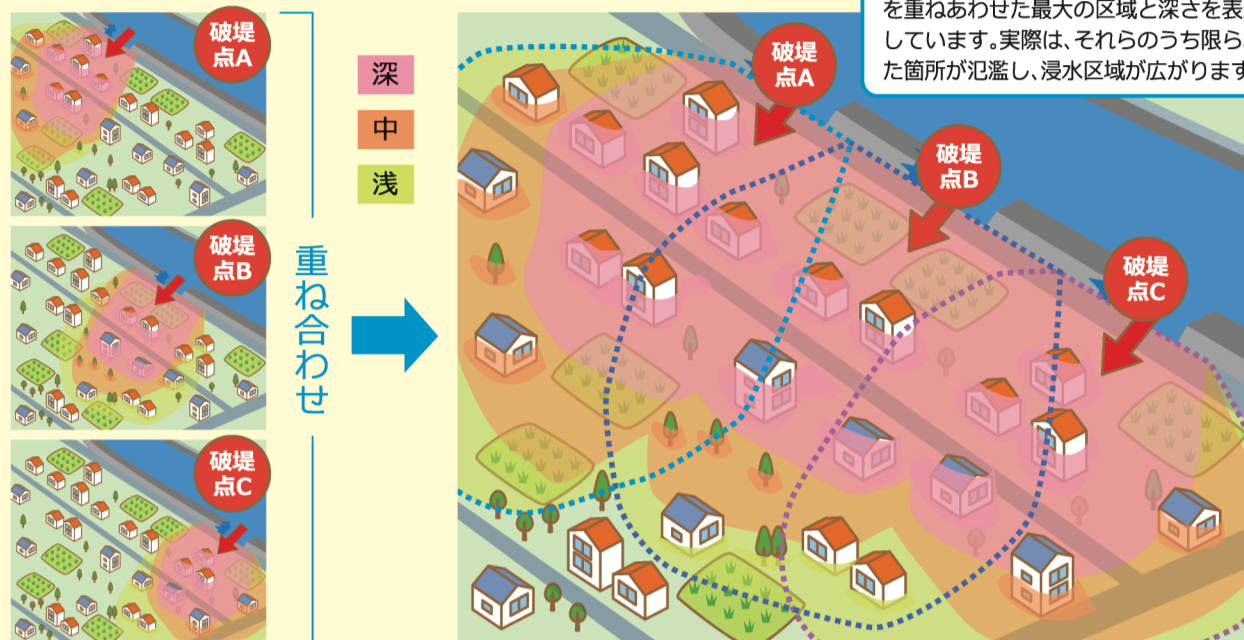 破堤
点A
破堤
点B
破堤
点C
重ね合わせ
深
中
浅
を重ねあわせた最大の区域と深さを表
しています。実際は、それらのうち限ら
た箇所が氾濫し、浸水区域が広がります
破堤
点A
破堤
点B
破堤
点C